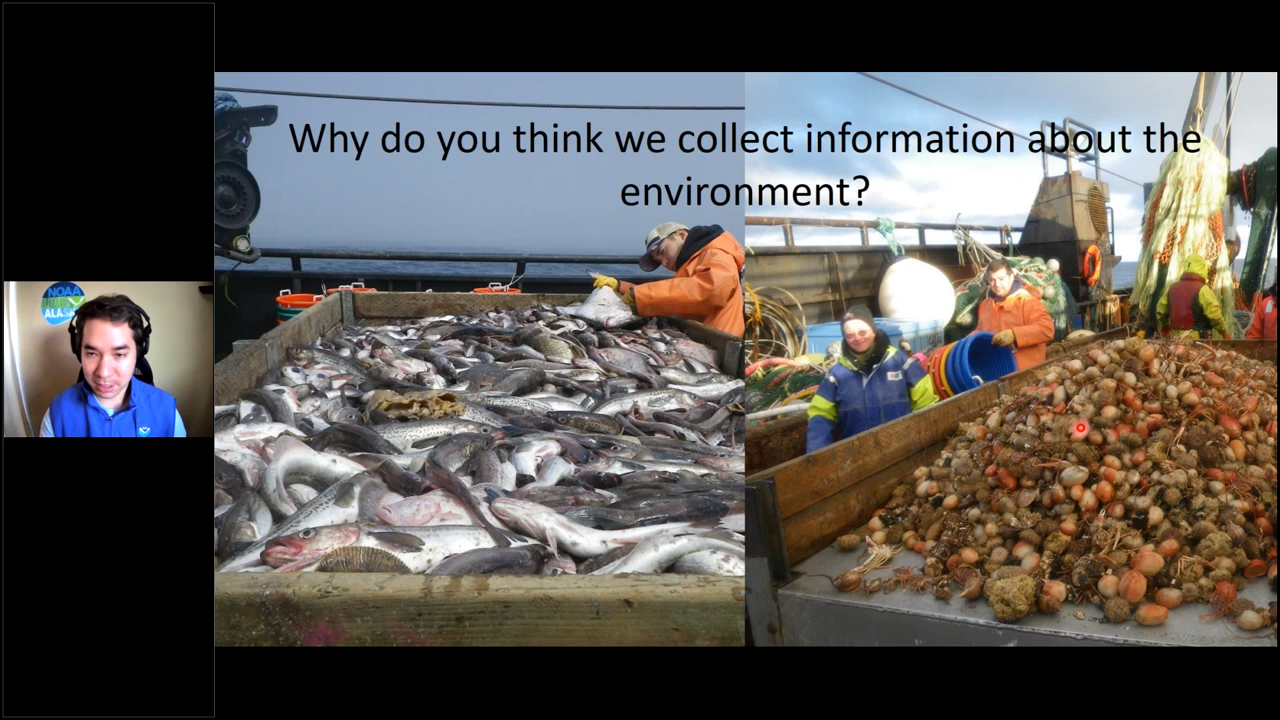 Why do you think we collect information about the
environment?
NOAA
ALASKA